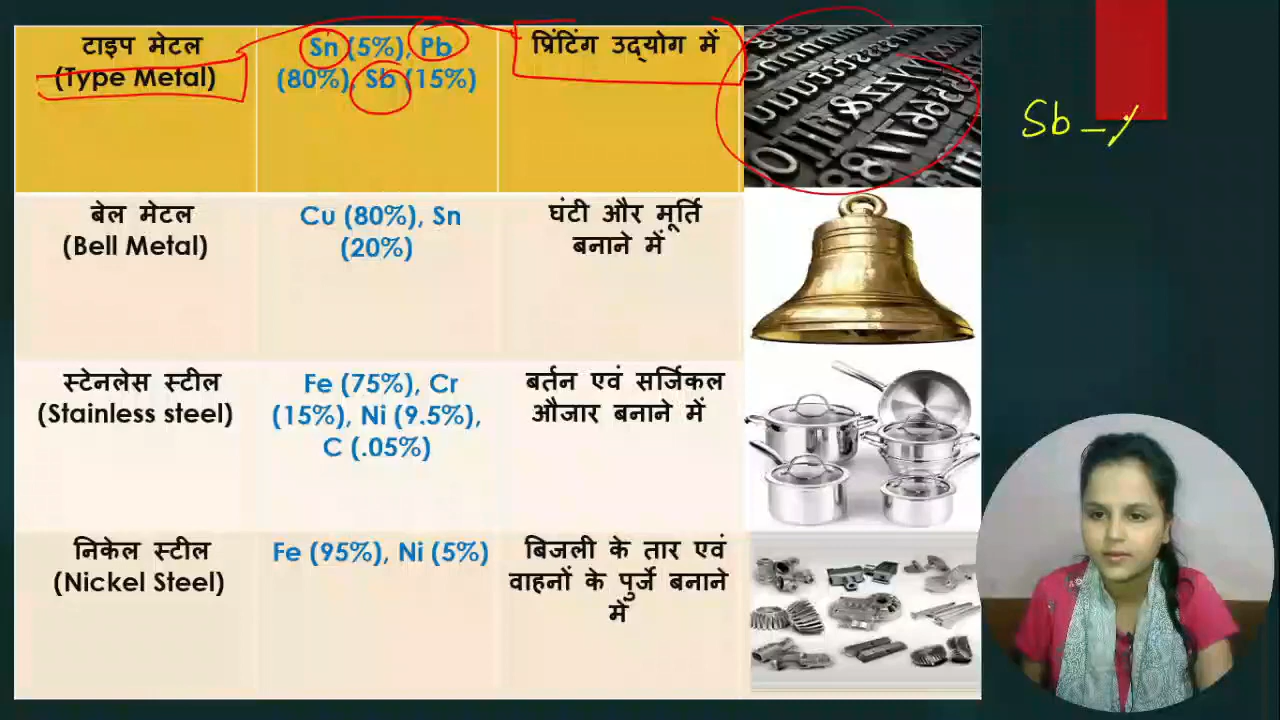 टाइप मेटल
(Type Metal)
Sn (5%), Pb
(80%), Sb (15%)
प्रिंटिंग उद्योग में
बेल मेटल
(Bell Metal)
Cu (80%), Sn
(20%)
घंटी और मूर्ति
बनाने में
स्टेनलेस स्टील
(Stainless steel)
Fe (75%), Cr
(15%), Ni (9.5%),
C (.05%)
बर्तन एवं सर्जिकल
औजार बनाने में
निकेल स्टील
(Nickel Steel)
Fe (95%), Ni (5%)
बिजली के तार एवं
वाहनों के पुर्जे बनाने
में
Sb –